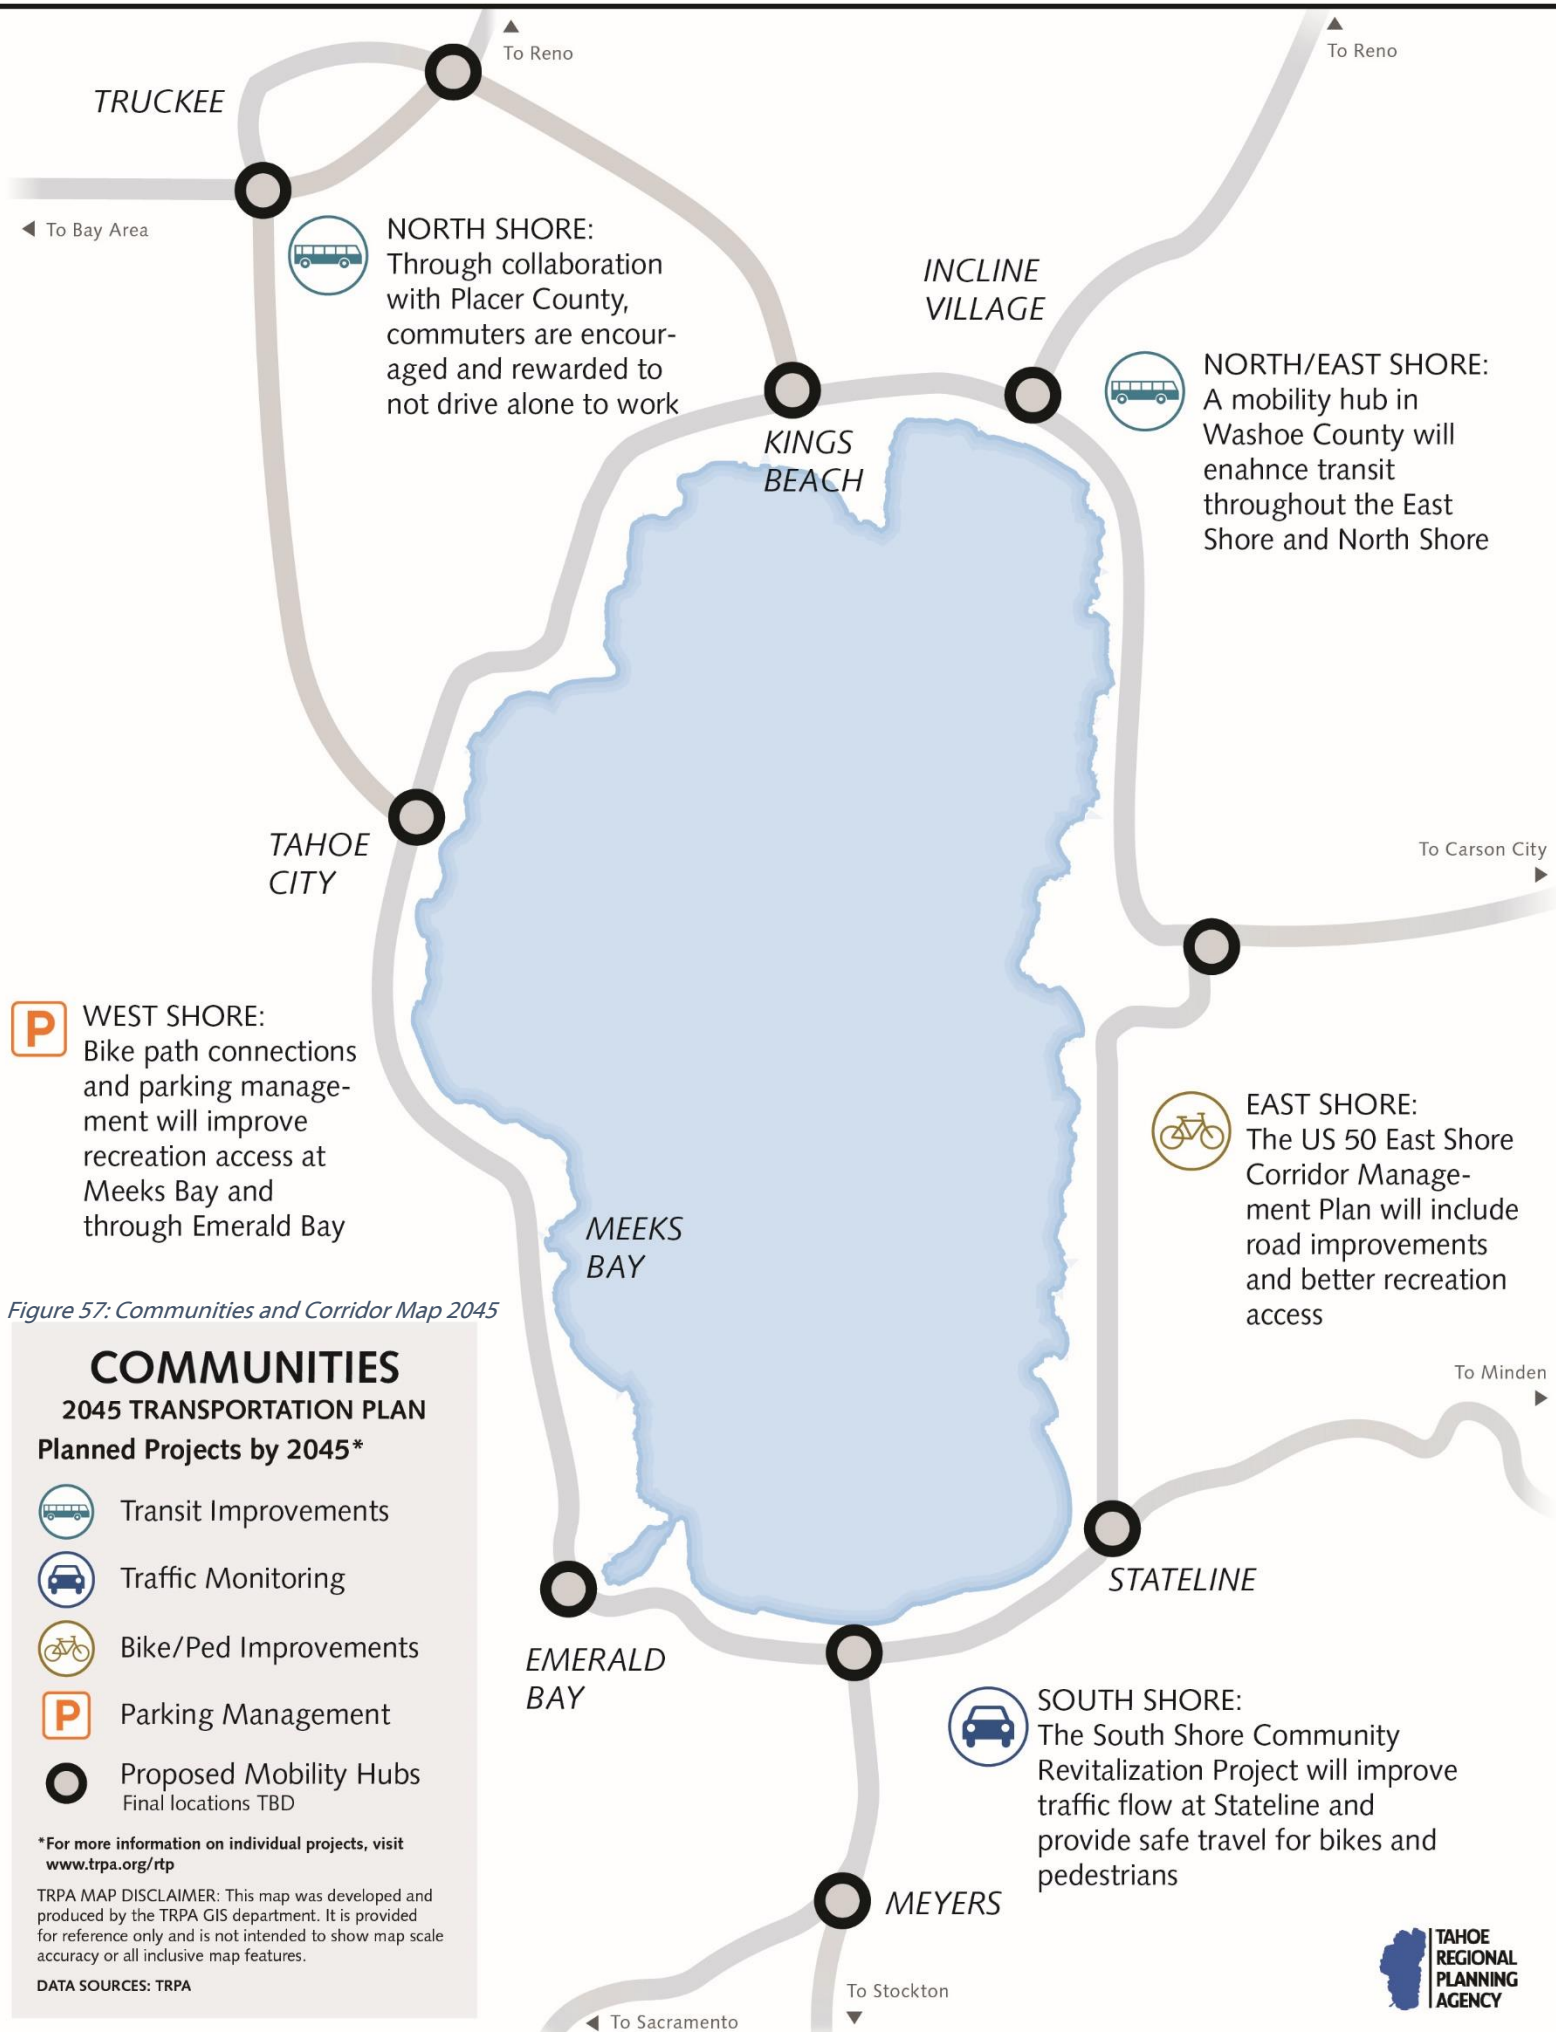 To Reno
To Reno
TRUCKEE
To Bay Area
NORTH SHORE:
Through collaboration
with Placer County,
commuters are encour-
aged and rewarded to
not drive alone to work
INCLINE
VILLAGE
NORTH/EAST SHORE:
A mobility hub in
Washoe County will
enahnce transit
throughout the East
Shore and North Shore
KINGS
BEACH
TAHOE
CITY
To Carson City
P
WEST SHORE:
Bike path connections
and parking manage-
ment will improve
recreation access at
Meeks Bay and
through Emerald Bay
EAST SHORE:
The US 50 East Shore
Corridor Manage-
ment Plan will include
road improvements
and better recreation
access
MEEKS
BAY
Figure 57: Communities and Corridor Map 2045
To Minden
COMMUNITIES
2045 TRANSPORTATION PLAN
Planned Projects by 2045*
Transit Improvements
Traffic Monitoring
Bike/Ped Improvements
P Parking Management
Proposed Mobility Hubs
Final locations TBD
*For more information on individual projects, visit
www.trpa.org/rtp
TRPA MAP DISCLAIMER: This map was developed and
produced by the TRPA GIS department. It is provided
for reference only and is not intended to show map scale
accuracy or all inclusive map features.
DATA SOURCES: TRPA
STATELINE
EMERALD
BAY
SOUTH SHORE:
The South Shore Community
Revitalization Project will improve
traffic flow at Stateline and
provide safe travel for bikes and
pedestrians
MEYERS
To Stockton
To Sacramento
TAHOE
REGIONAL
PLANNING
AGENCY